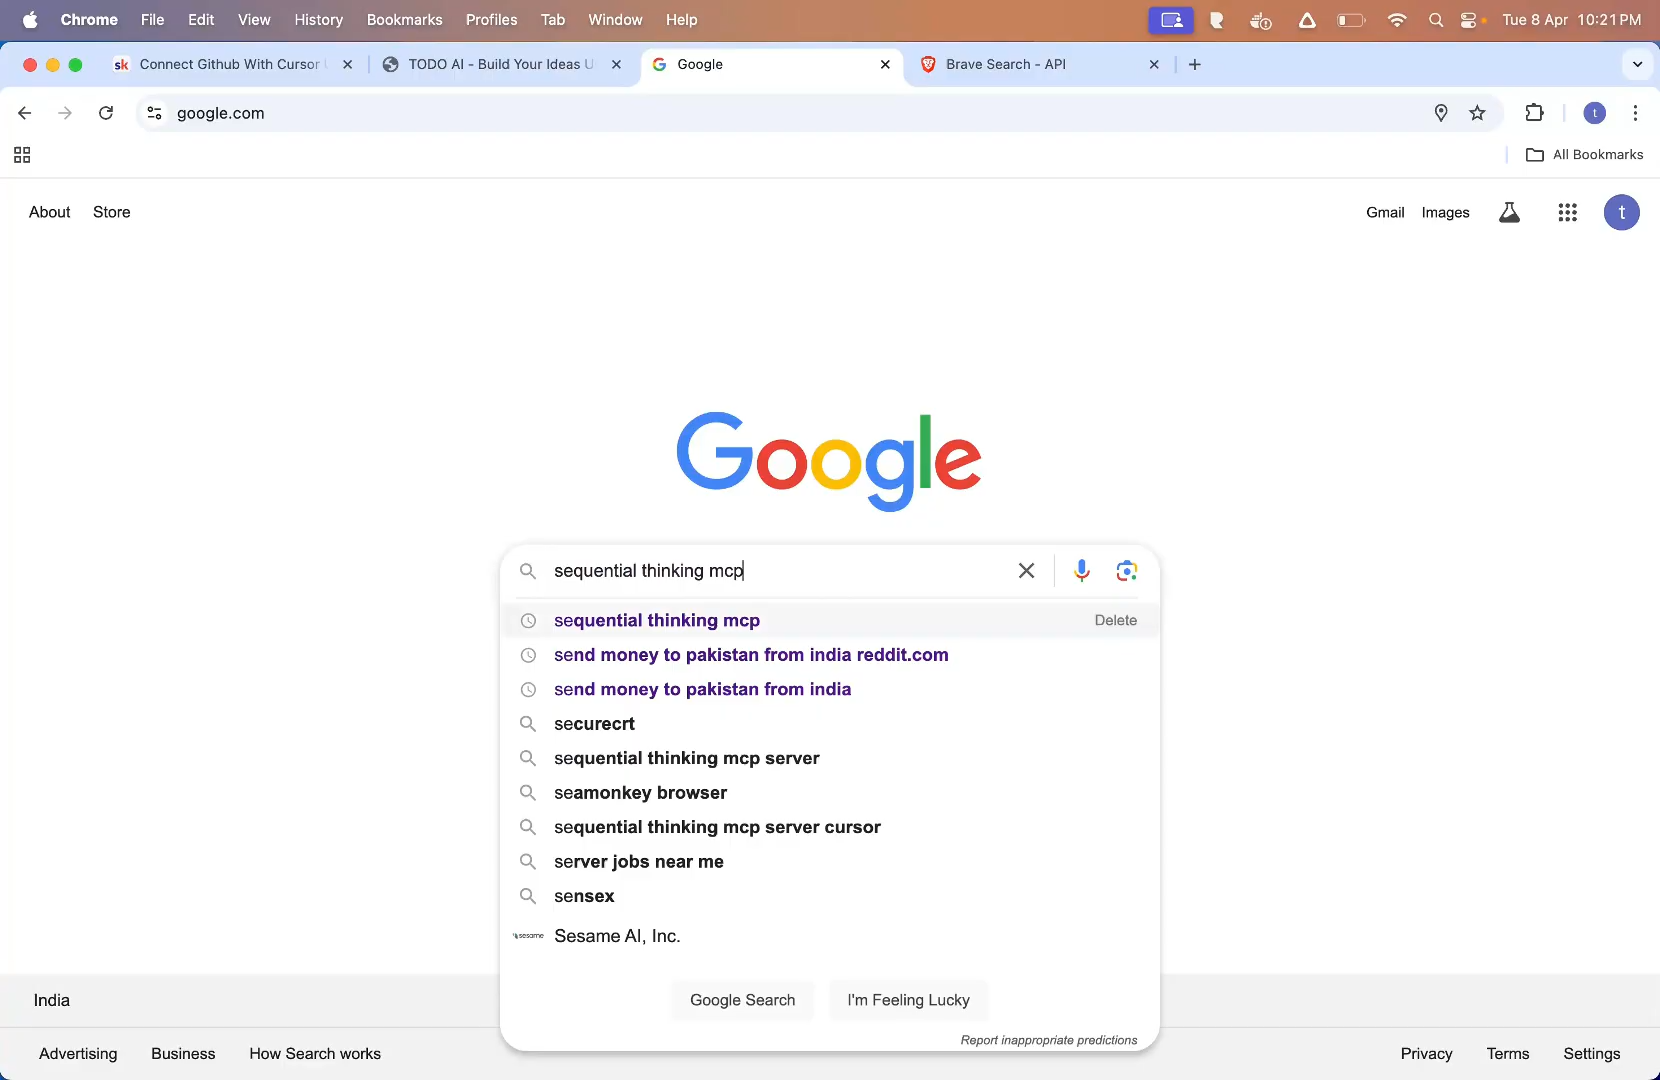 Chrome File Edit View History Bookmarks Profiles Tab Window Help Tue 8 Apr 10:21 PM
sk Connect Github With Cursor TODO AI - Build Your Ideas U Google Brave Search - API
google.com t
All Bookmarks
About Store Gmail Images t
Google
sequential thinking mcp
sequential thinking mcp Delete
send money to pakistan from india reddit.com
send money to pakistan from india
securecrt
sequential thinking mcp server
seamonkey browser
sequential thinking mcp server cursor
server jobs near me
sensex
sesame Sesame AI, Inc.
Google Search I'm Feeling Lucky
Report inappropriate predictions
India
Advertising Business How Search works Privacy Terms Settings